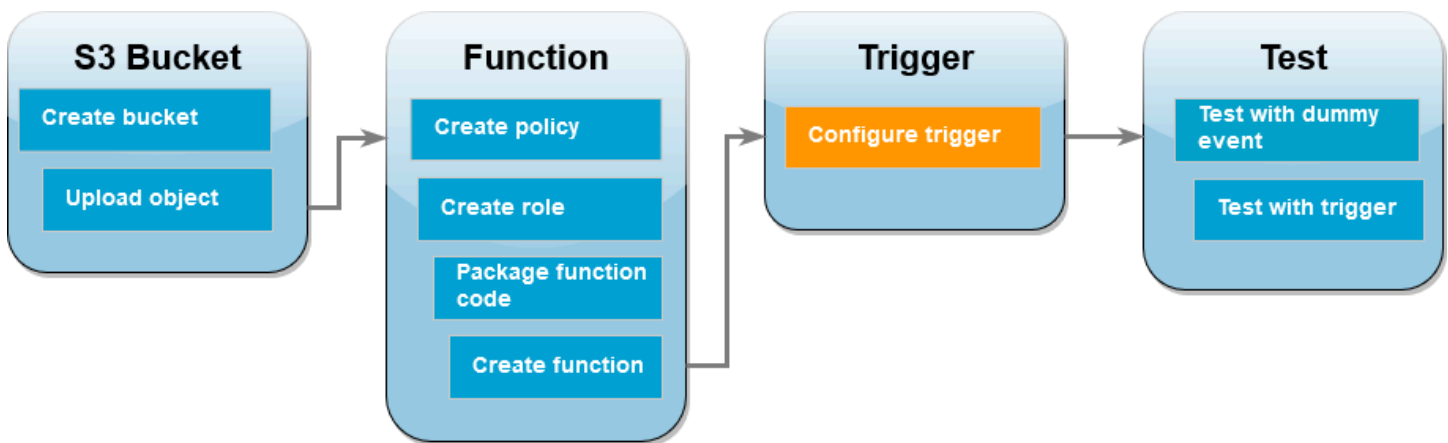 S3 Bucket
Create bucket
Upload object
Function
Create policy
Create role
Package function
code
Create function
Trigger
Configure trigger
Test
Test with dummy
event
Test with trigger